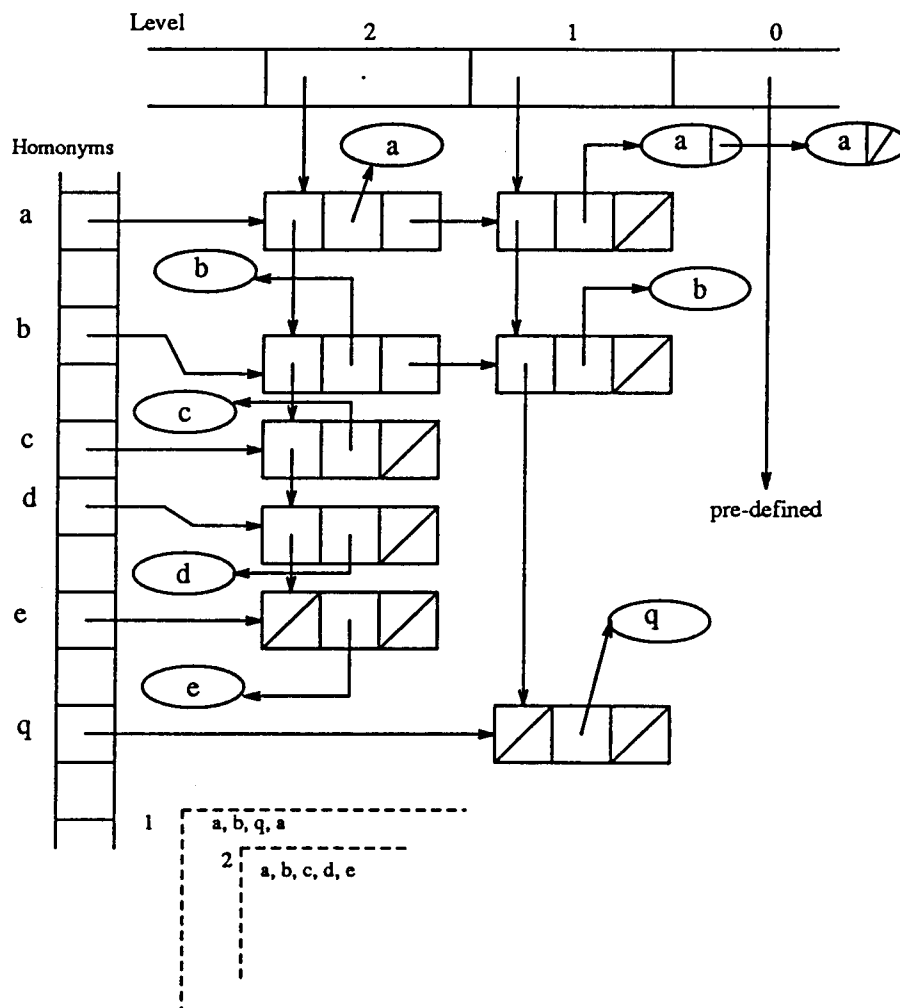 Level
2 1 0
Homonyms
a
a
a
a
b
b
b
c
c
d
pre-defined
d
e
q
e
q
1
a, b, q, a
2
a, b, c, d, e